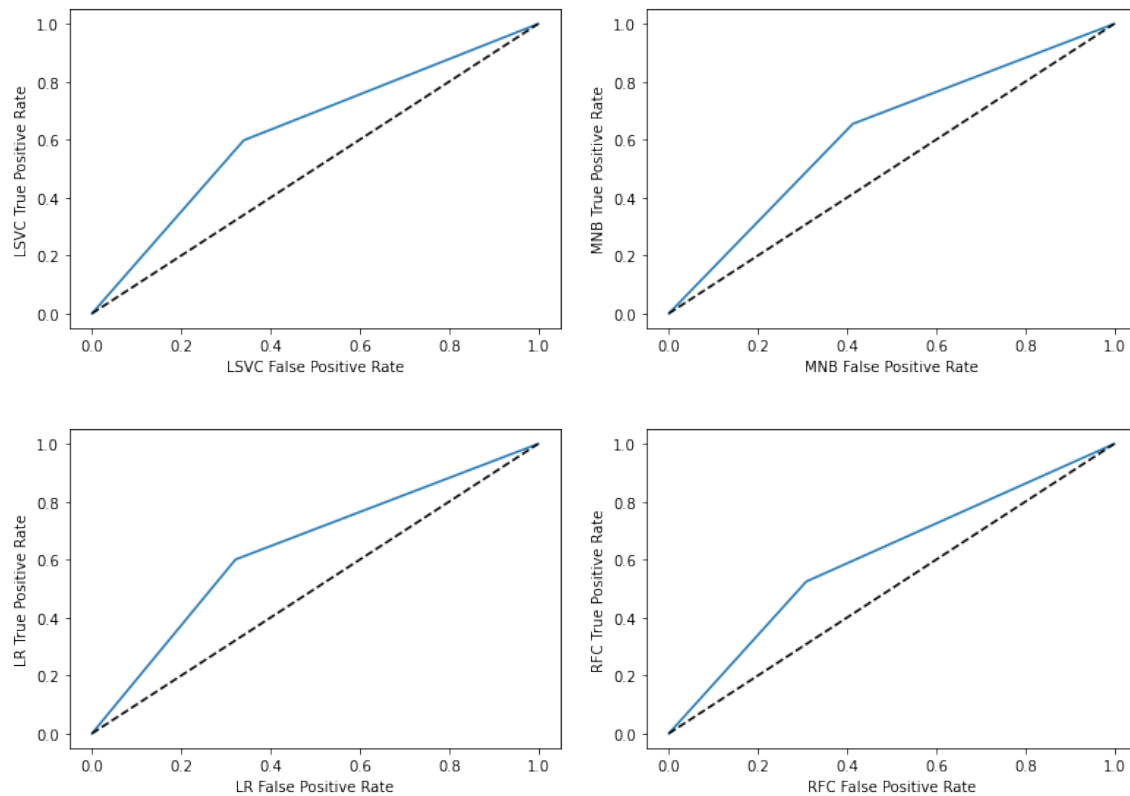 LSVC True Positive Rate
1.0
0.8
0.6
0.4
0.2
0.0
0.0 0.2 0.4 0.6 0.8 1.0
LSVC False Positive Rate
MNB True Positive Rate
1.0
0.8
0.6
0.4
0.2
0.0
0.0 0.2 0.4 0.6 0.8 1.0
MNB False Positive Rate
LR True Positive Rate
1.0
0.8
0.6
0.4
0.2
0.0
0.0 0.2 0.4 0.6 0.8 1.0
LR False Positive Rate
RFC True Positive Rate
1.0
0.8
0.6
0.4
0.2
0.0
0.0 0.2 0.4 0.6 0.8 1.0
RFC False Positive Rate